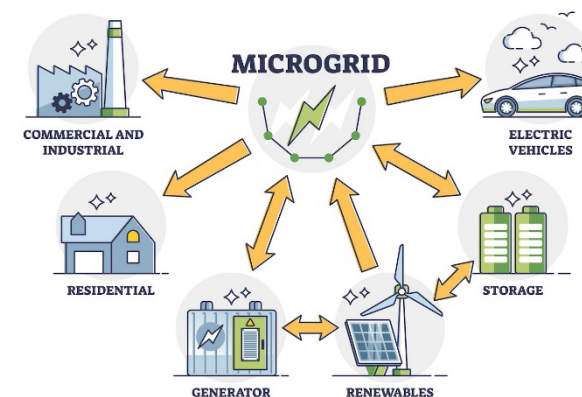 MICROGRID
COMMERCIAL AND
INDUSTRIAL
ELECTRIC
VEHICLES
RESIDENTIAL
STORAGE
GENERATOR
RENEWABLES